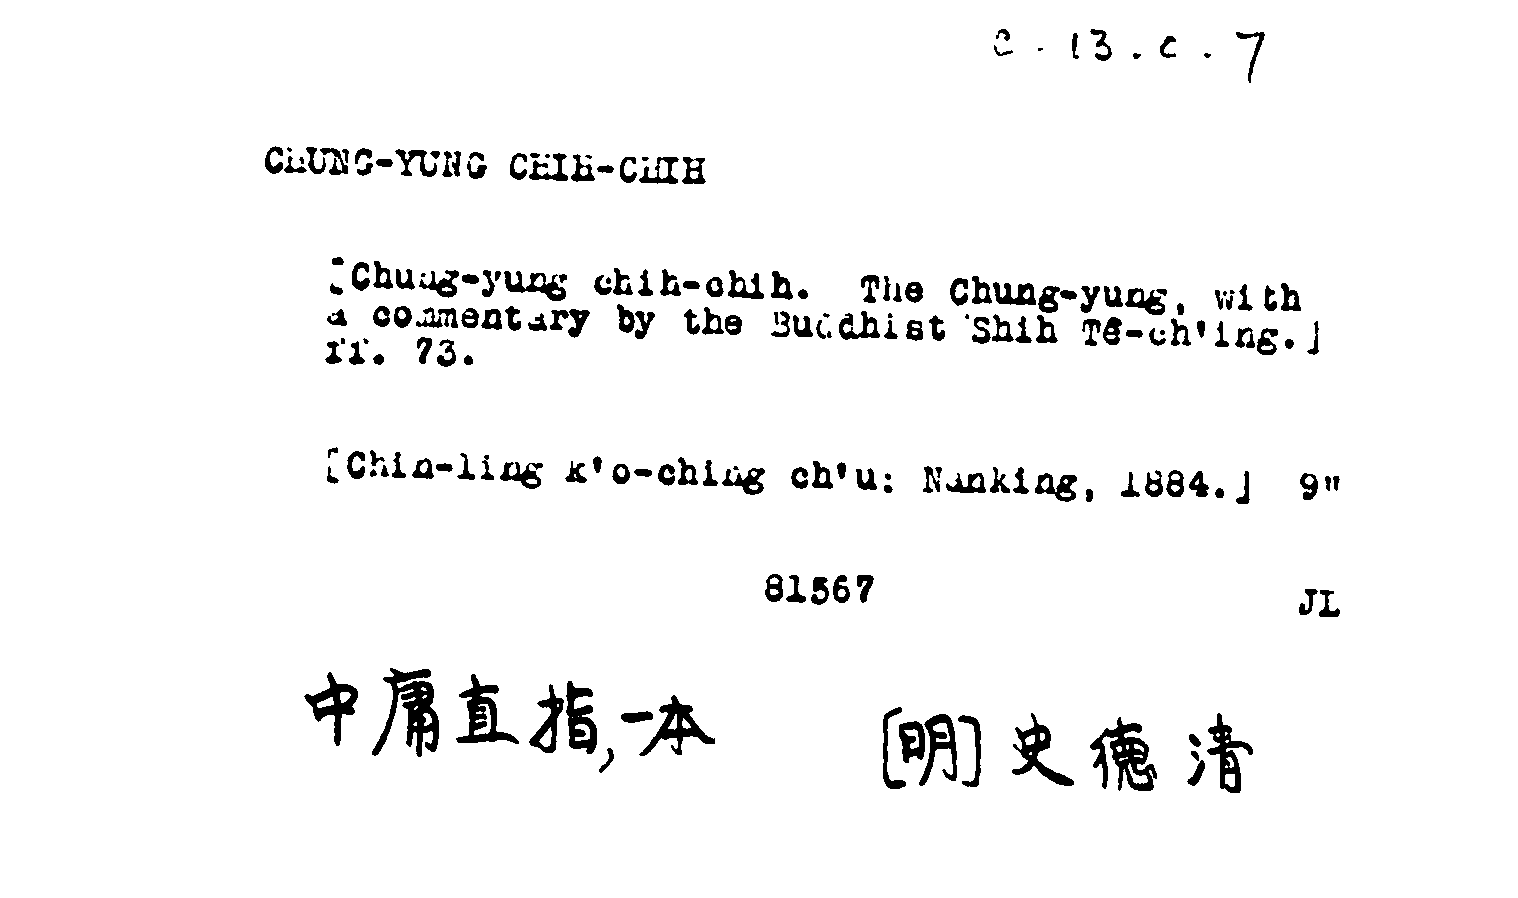 C.13.c.7
CHUNG-YUNG CHIH-CHIH
[Chung-yung chih-chih. The Chung-yung, with
a commentary by the Buddhist Shih Tê-ch'ing.]
ff. 73.
[Chin-ling k'o-ching ch'u: Nanking, 1884.] 9"
81567 JL
中庸直指,一本 [明]史德清